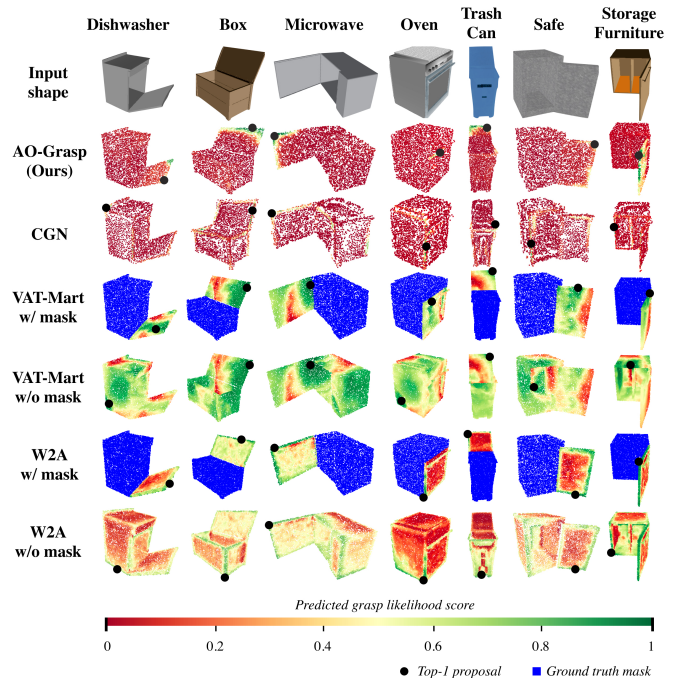 Dishwasher Box Microwave Oven Trash Can Safe Storage Furniture
Input shape
AO-Grasp (Ours)
CGN
VAT-Mart w/ mask
VAT-Mart w/o mask
W2A w/ mask
W2A w/o mask
Predicted grasp likelihood score
0 0.2 0.4 0.6 0.8 1
Top-1 proposal Ground truth mask